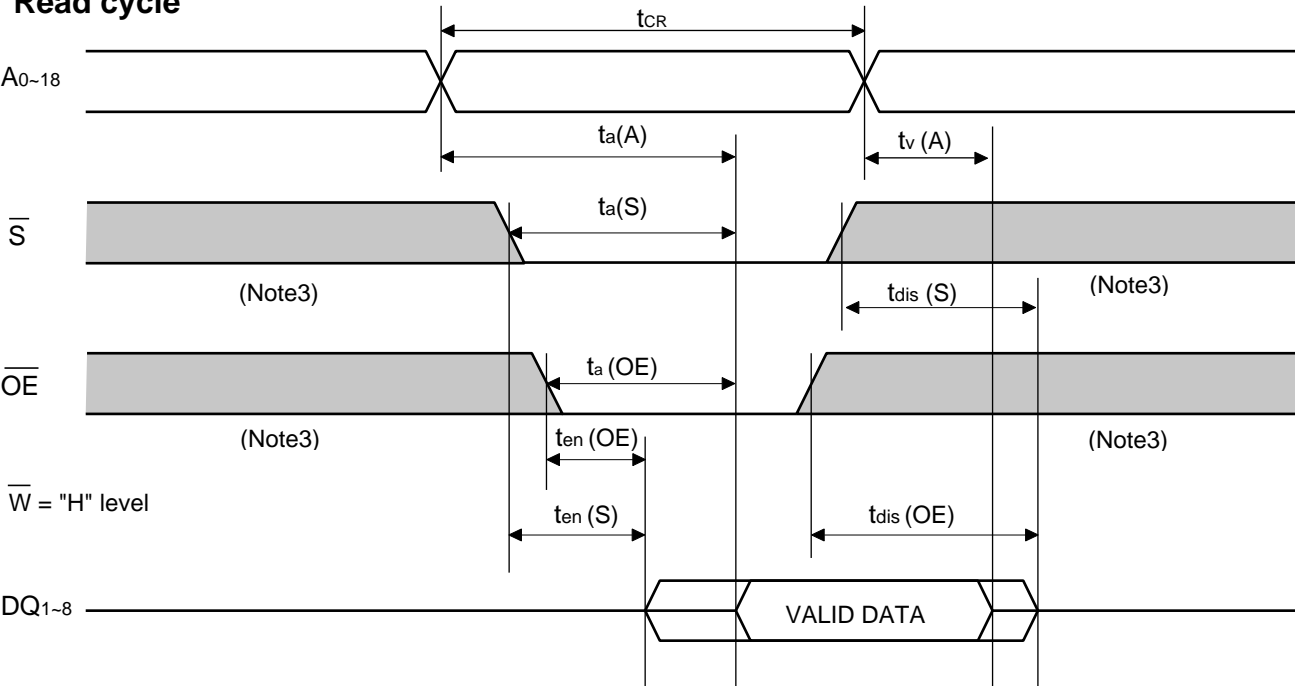 Read cycle
tCR
A0~18
ta(A)
tv (A)
S
ta(S)
(Note3)
tdis (S)
(Note3)
OE
ta (OE)
(Note3)
ten (OE)
(Note3)
W = "H" level
ten (S)
tdis (OE)
DQ1~8
VALID DATA